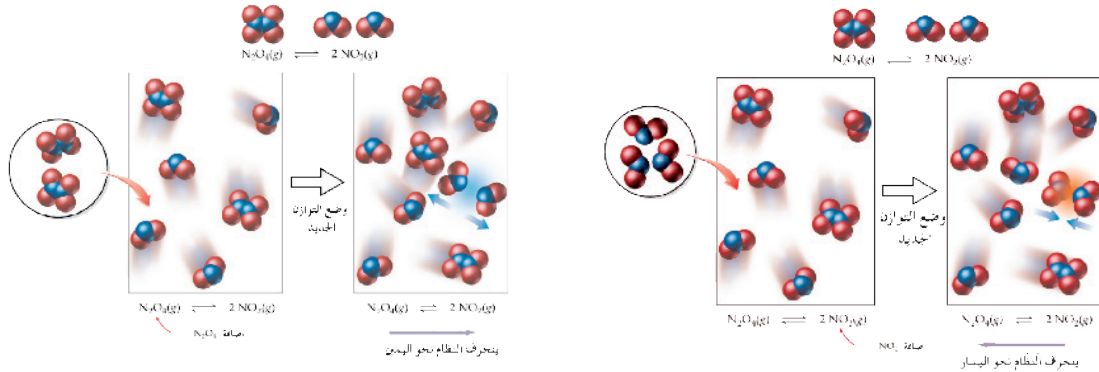 N₂O₄(g) ⇌ 2 NO₂(g)
وضع التوازن
الجديد
N₂O₄(g) ⇌ 2 NO₂(g)
N₂O₄ إضافة
N₂O₄(g) ⇌ 2 NO₂(g)
ينحرف النظام نحو اليمين
N₂O₄(g) ⇌ 2 NO₂(g)
وضع التوازن
الجديد
N₂O₄(g) ⇌ 2 NO₂(g)
NO₂ إضافة
N₂O₄(g) ⇌ 2 NO₂(g)
ينحرف النظام نحو اليسار